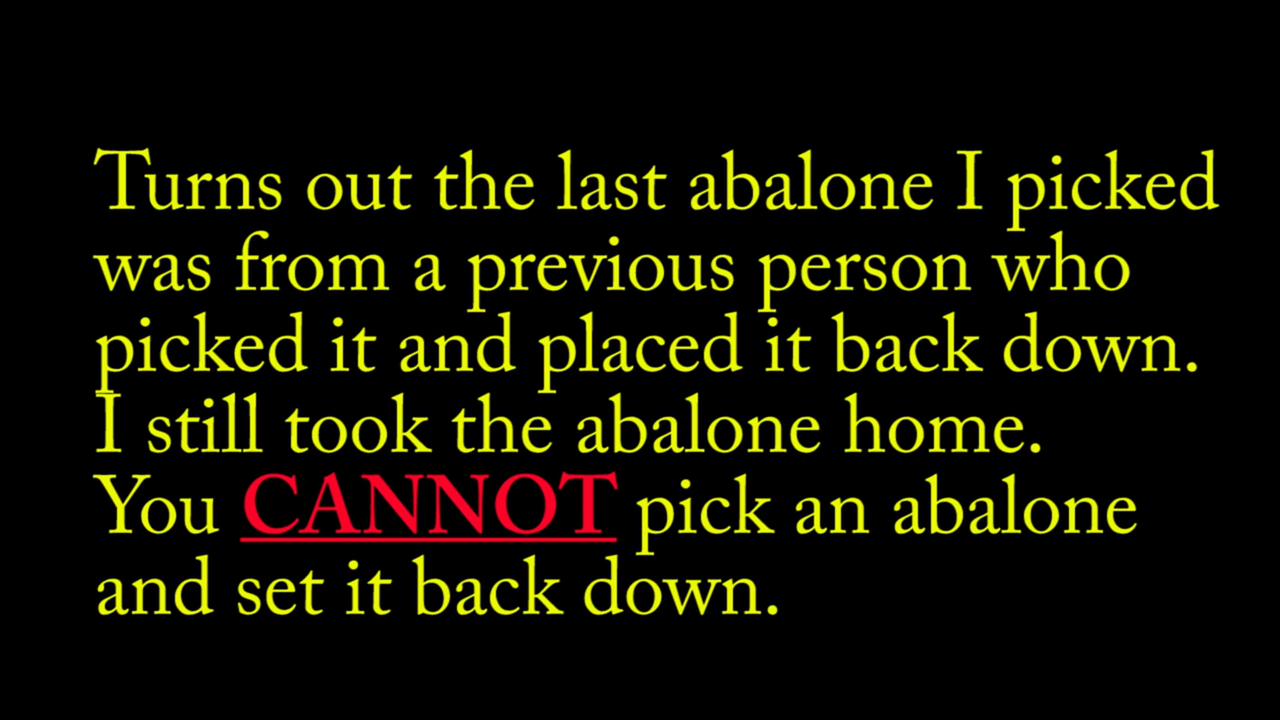 Turns out the last abalone I picked
was from a previous person who
picked it and placed it back down.
I still took the abalone home.
You CANNOT pick an abalone
and set it back down.